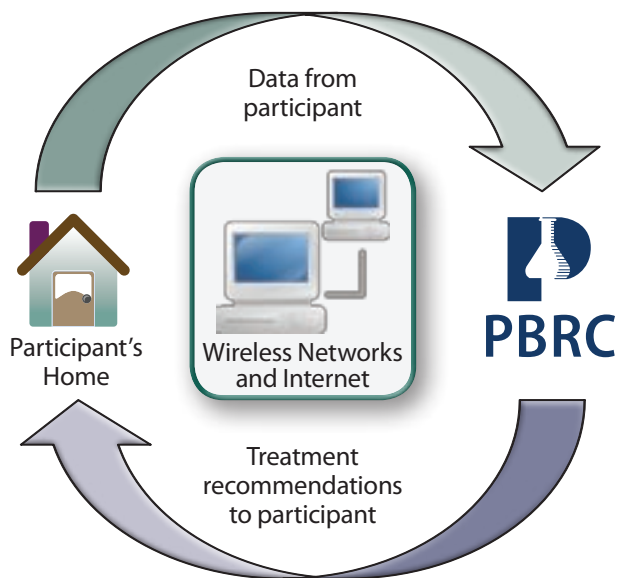 Data from
participant
Participant's
Home
Wireless Networks
and Internet
PBRC
Treatment
recommendations
to participant